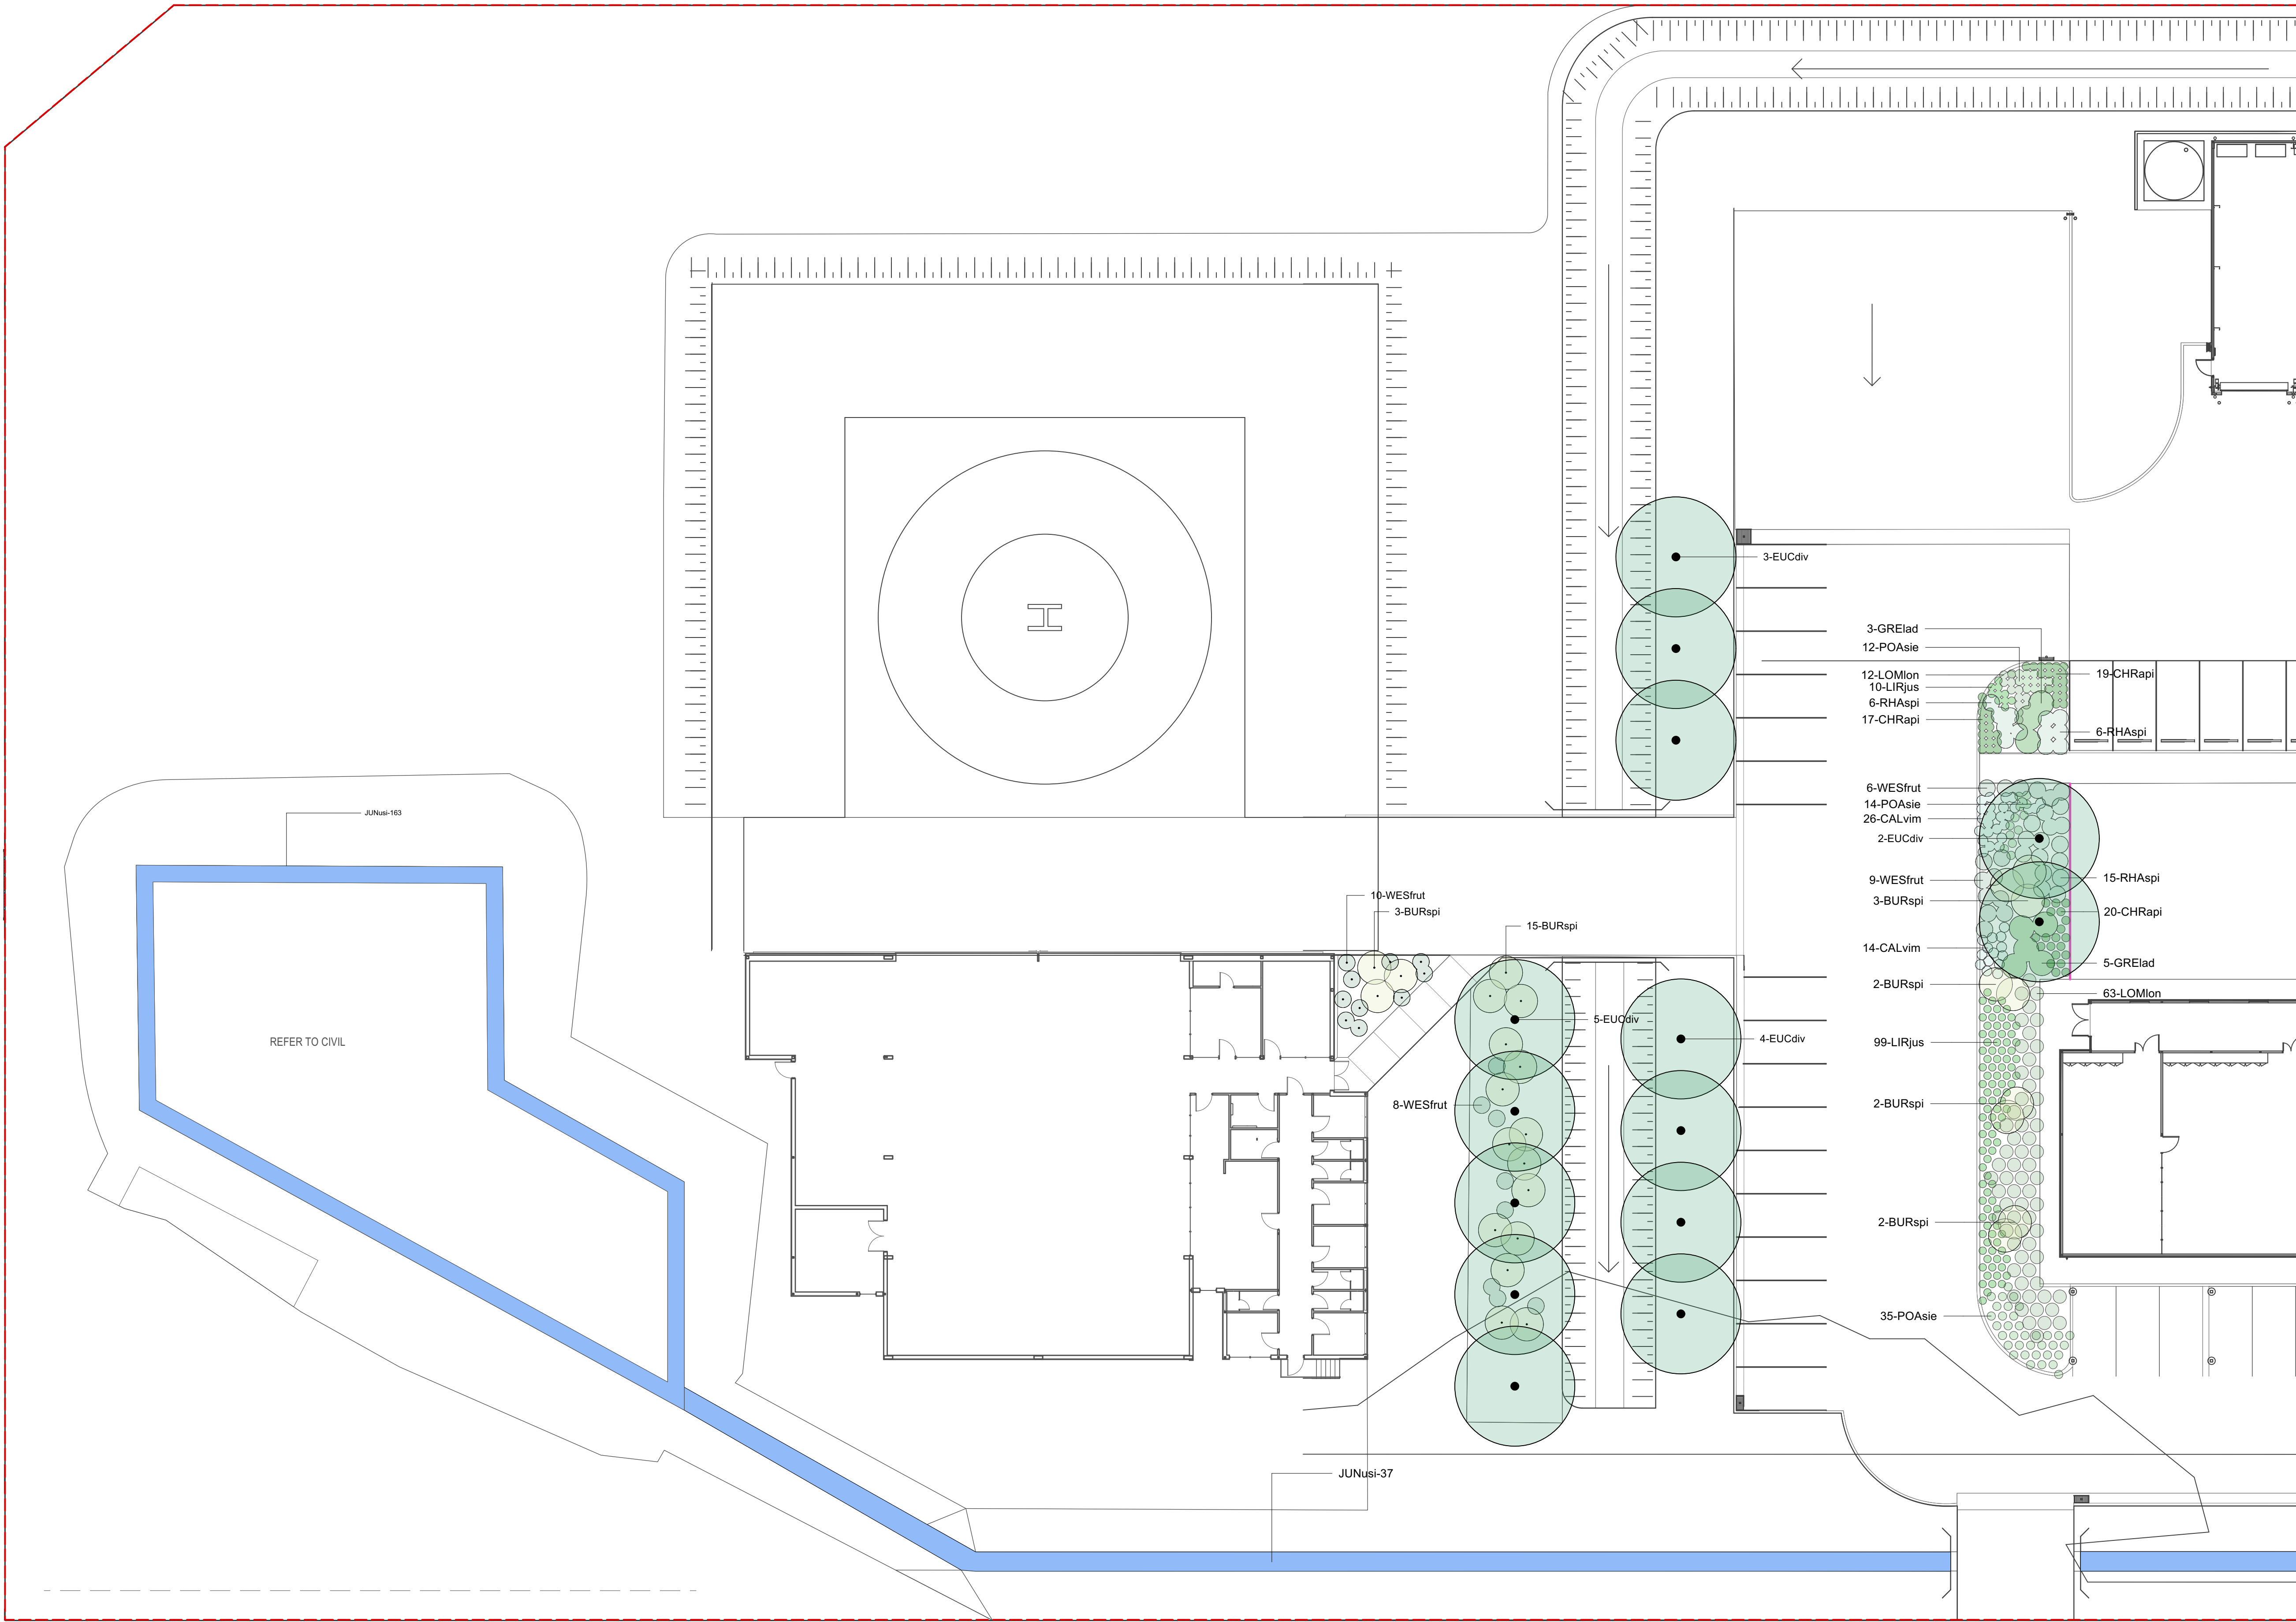 3-EUCdiv
3-GRElad
12-POAsie
12-LOMlon
19-CHRapi
10-LIRjus
6-RHAspi
17-CHRapi
6-RHAspi
6-WESfrut
14-POAsie
26-CALvim
2-EUCdiv
JUNusi-163
9-WESfrut
15-RHAspi
10-WESfrut
3-BURspi
3-BURspi
20-CHRapi
15-BURspi
14-CALvim
5-GRElad
2-BURspi
63-LOMlon
5-EUCdiv
4-EUCdiv
REFER TO CIVIL
99-LIRjus
8-WESfrut
2-BURspi
2-BURspi
35-POAsie
JUNusi-37
H